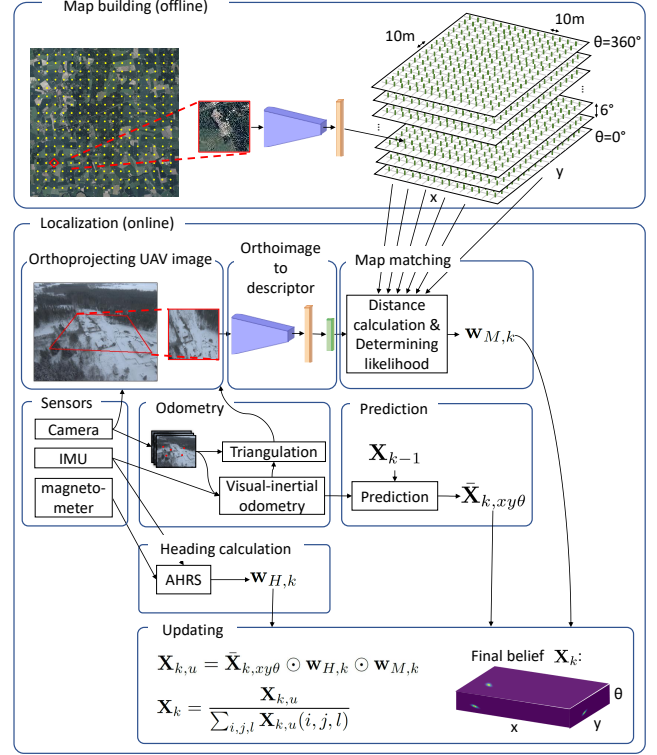 Map building (offline)
10m
10m
θ=360°
...
6°
...
θ=0°
y
x
Localization (online)
Orthoprojecting UAV image
Orthoimage
to
descriptor
Map matching
Distance
calculation &
Determining
likelihood
𝐰_{M,k}
Sensors
Camera
IMU
magneto-
meter
Odometry
Triangulation
Visual-inertial
odometry
Prediction
𝐗_{k−1}
Prediction
𝐗̄_{k,xyθ}
Heading calculation
AHRS
𝐰_{H,k}
Updating
𝐗_{k,u} = 𝐗̄_{k,xyθ} ⊙ 𝐰_{H,k} ⊙ 𝐰_{M,k}
𝐗_k = 𝐗_{k,u} / ∑_{i,j,l} 𝐗_{k,u}(i, j, l)
Final belief 𝐗_k:
θ
x
y